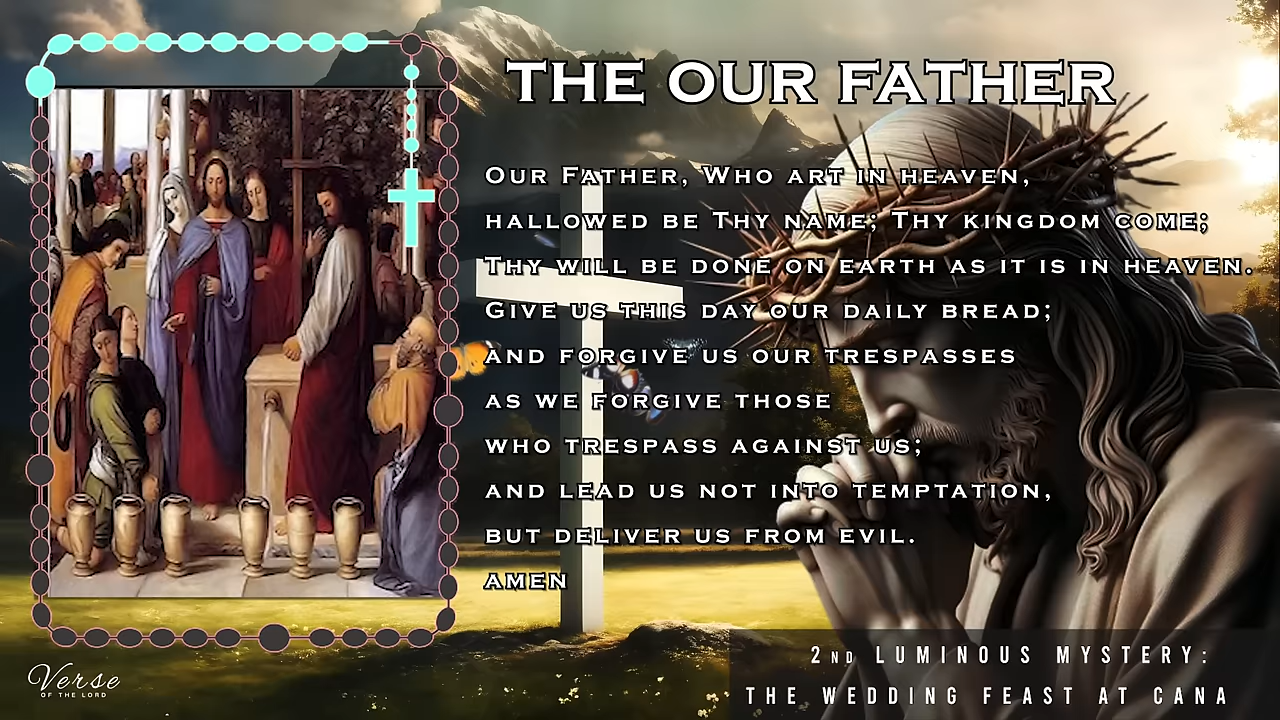 THE OUR FATHER
OUR FATHER, WHO ART IN HEAVEN,
HALLOWED BE THY NAME; THY KINGDOM COME;
THY WILL BE DONE ON EARTH AS IT IS IN HEAVEN.
GIVE US THIS DAY OUR DAILY BREAD;
AND FORGIVE US OUR TRESPASSES
AS WE FORGIVE THOSE
WHO TRESPASS AGAINST US;
AND LEAD US NOT INTO TEMPTATION,
BUT DELIVER US FROM EVIL.
AMEN
2ND LUMINOUS MYSTERY:
THE WEDDING FEAST AT CANA
Verse
OF THE LORD